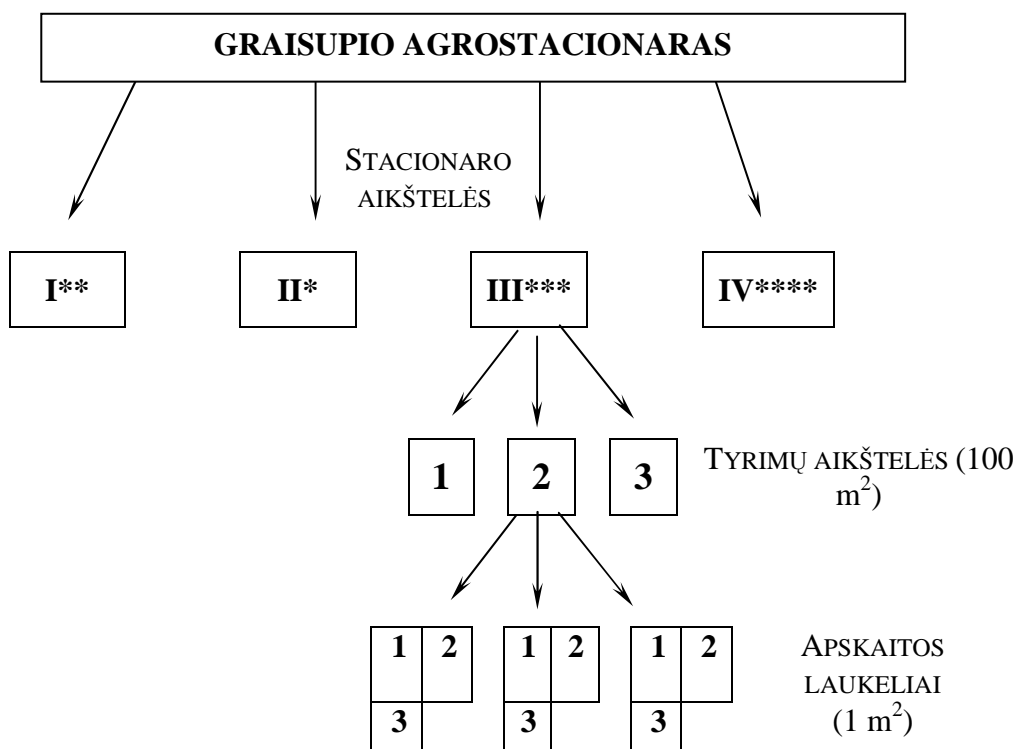 GRAISUPIO AGROSTACIONARAS
STACIONARO
AIKŠTELĖS
I** II* III*** IV****
1 2 3
TYRIMŲ AIKŠTELĖS (100
m²)
1 2 1 2 1 2
3 3 3
APSKAITOS
LAUKELIAI
(1 m²)